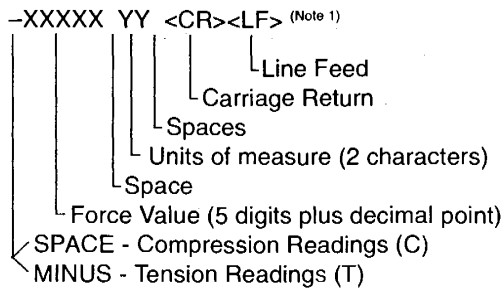 –XXXXX YY <CR><LF> (Note 1)
Line Feed
Carriage Return
Spaces
Units of measure (2 characters)
Space
Force Value (5 digits plus decimal point)
SPACE - Compression Readings (C)
MINUS - Tension Readings (T)